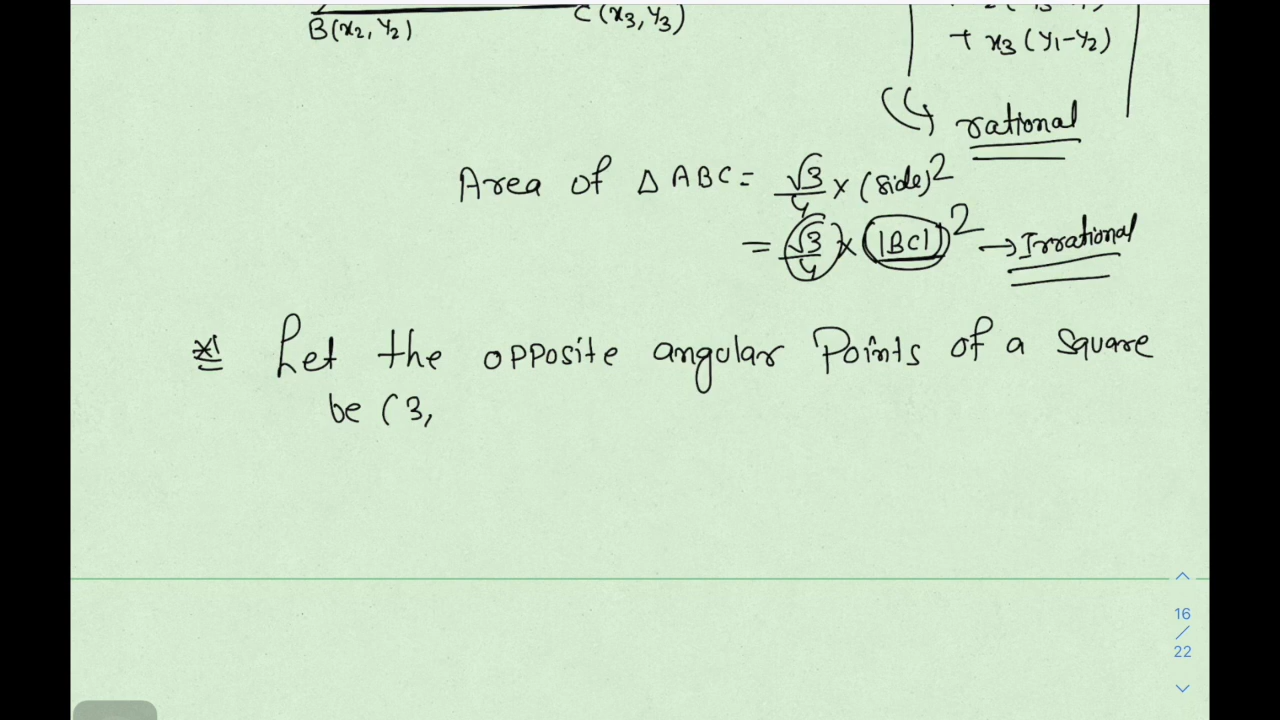 B(x2, y2)
C(x3, y3)
+ x3 (y1-y2)
rational
Area of Δ ABC = √3/4 × (side)2
= √3/4 × (|BC|)2 → Irrational
* Let the opposite angular Points of a square
be (3,
16
/
22